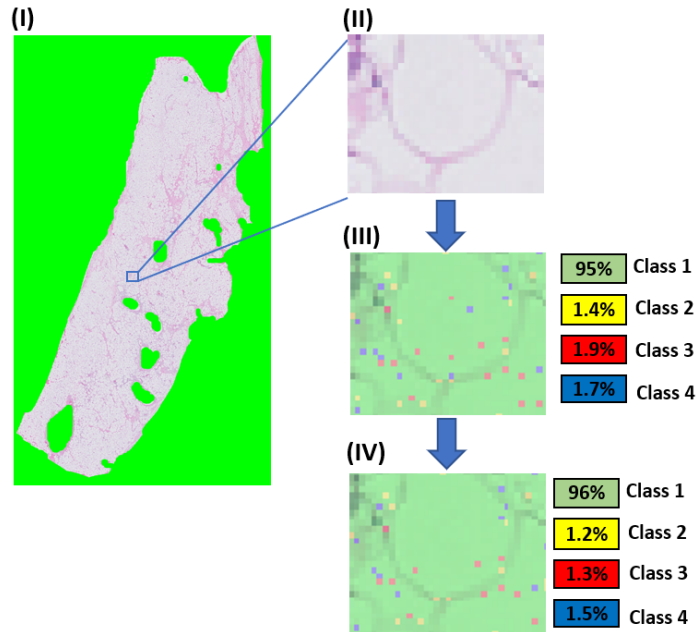 (I)
(II)
(III)
95% Class 1
1.4% Class 2
1.9% Class 3
1.7% Class 4
(IV)
96% Class 1
1.2% Class 2
1.3% Class 3
1.5% Class 4